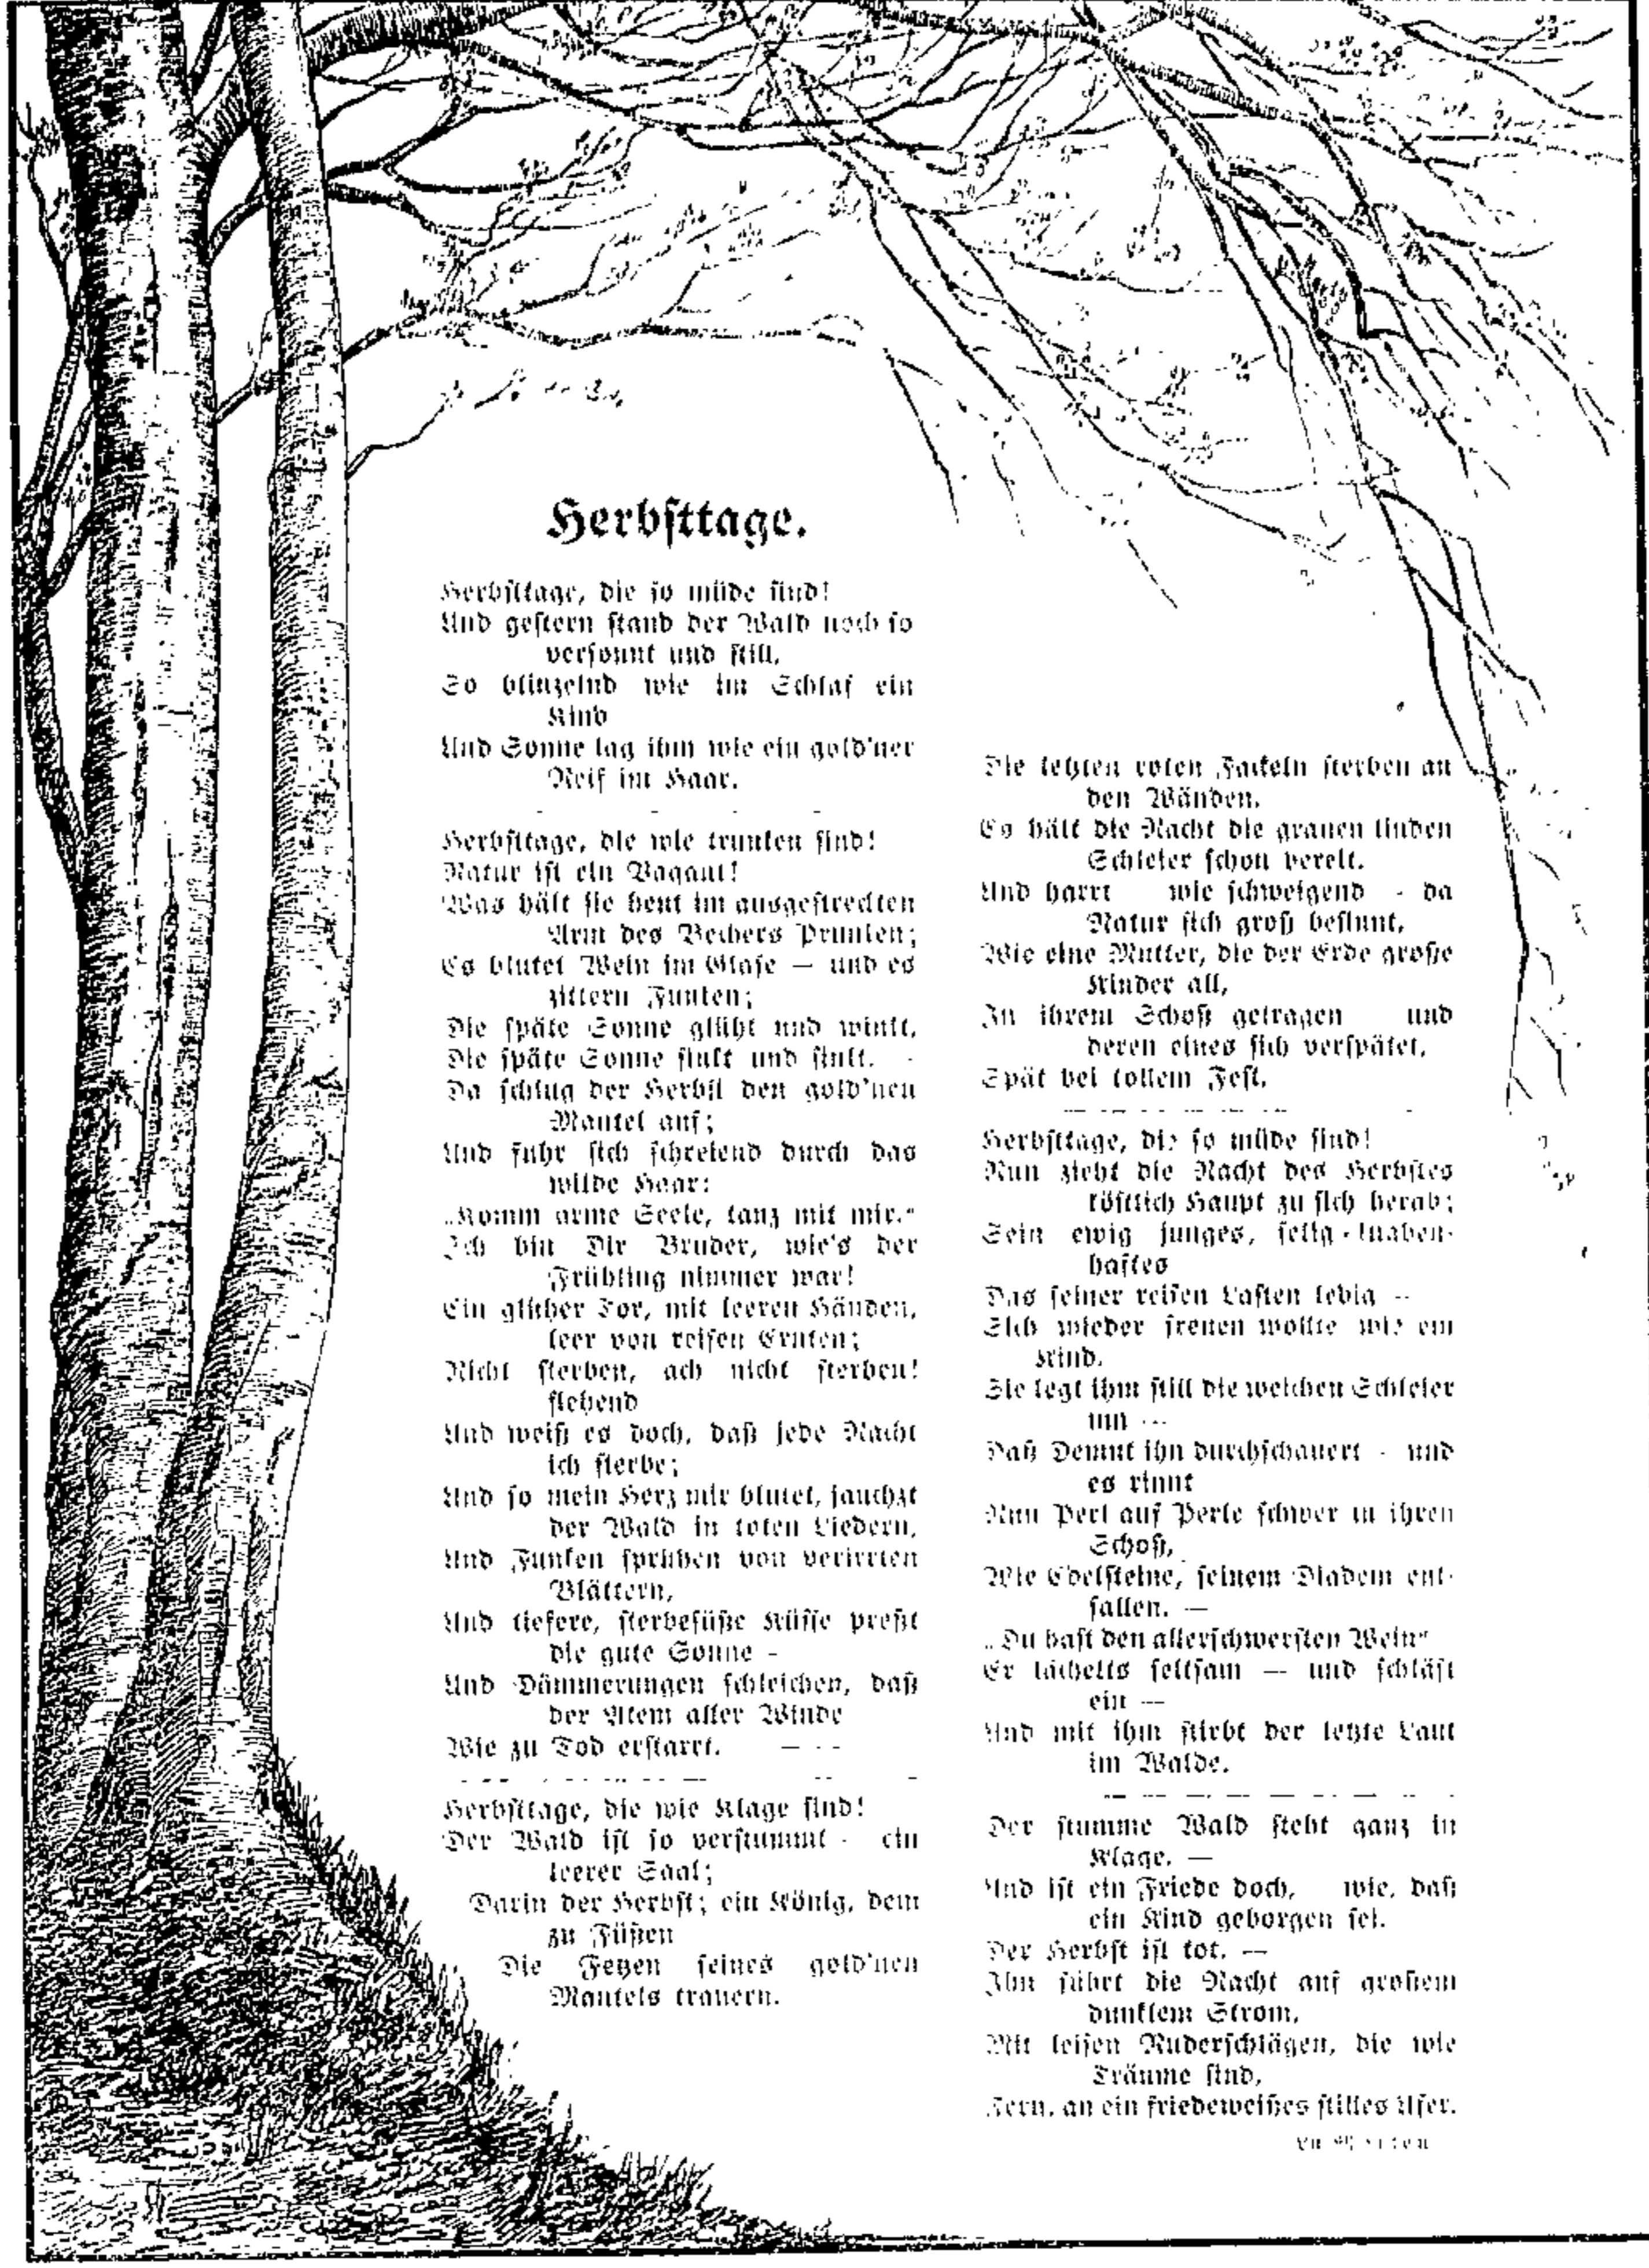 Herbsttage.
Herbsttage, die so müde sind!
Und gestern stand der Wald noch so
versonnt und still,
So blinzelnd wie im Schlaf ein
Kind
Und Sonne lag ihm wie ein gold'ner
Reif im Haar.
Herbsttage, die wie trunken sind!
Natur ist ein Vagant!
Was hält sie heut im ausgestreckten
Arm des Bechers Prunken;
Es blutet Wein im Glase — und es
zittern Funken;
Die späte Sonne glüht und winkt,
Die späte Sonne sinkt und sinkt. -
Da schlug der Herbst den gold'nen
Mantel auf;
Und fuhr sich schreiend durch das
wilde Haar:
„Komm arme Seele, tanz mit mir.“
Ich bin Dir Bruder, wie's der
Frühling nimmer war!
Ein glüher Tor, mit leeren Händen,
leer von reifen Ernten;
Nicht sterben, ach nicht sterben!
flehend
Und weiß es doch, daß jede Nacht
ich sterbe;
Und so mein Herz mir blutet, jauchzt
der Wald in toten Liedern,
Und Funken sprühen von verirrten
Blättern,
Und tiefere, sterbesüße Küsse preßt
die gute Sonne -
Und Dämmerungen schleichen, daß
der Atem aller Winde
Wie zu Tod erstarrt. — - -
Herbsttage, die wie Klage sind!
Der Wald ist so verstummt - ein
leerer Saal;
Darin der Herbst; ein König, dem
zu Füßen
Die Fetzen seines gold'nen
Mantels trauern.
Die letzten roten Fackeln sterben an
den Wänden.
Es hält die Nacht die grauen linden
Schleier schon bereit.
Und harrt wie schweigend - da
Natur sich groß besinnt,
Wie eine Mutter, die der Erde große
Kinder all,
In ihrem Schoß getragen und
deren eines sich verspätet,
Spät bei tollem Fest.
Herbsttage, die so müde sind!
Nun zieht die Nacht des Herbstes
köstlich Haupt zu sich herab;
Sein ewig junges, selig-knaben-
haftes
Das seiner reifen Lasten ledig --
Sich wieder freuen wollte wie ein
Kind.
Sie legt ihm still die weichen Schleier
um ---
Daß Demut ihn durchschauert - und
es rinnt
Nun Perl auf Perle schwer in ihren
Schoß,
Wie Edelsteine, seinem Diadem ent-
fallen. —
„Du hast den allerschwersten Wein“
Er lächelts seltsam — und schläft
ein —
Und mit ihm stirbt der letzte Laut
im Walde.
Der stumme Wald steht ganz in
Klage. —
Und ist ein Friede doch, wie, daß
ein Kind geborgen sei.
Der Herbst ist tot. —
Ihn führt die Nacht auf großem
dunklem Strom,
Mit leisen Ruderschlägen, die wie
Träume sind,
Fern, an ein friedeweißes stilles Ufer.